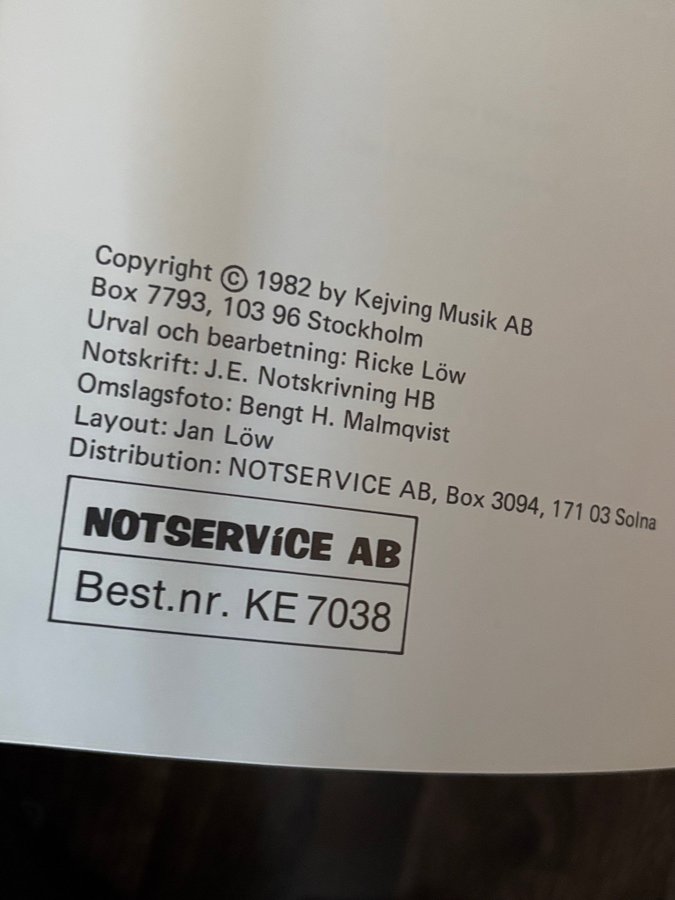 Copyright © 1982 by Kejving Musik AB
Box 7793, 103 96 Stockholm
Urval och bearbetning: Ricke Löw
Notskrift: J.E. Notskrivning HB
Omslagsfoto: Bengt H. Malmqvist
Layout: Jan Löw
Distribution: NOTSERVICE AB, Box 3094, 171 03 Solna
NOTSERVíCE AB
Best.nr. KE 7038